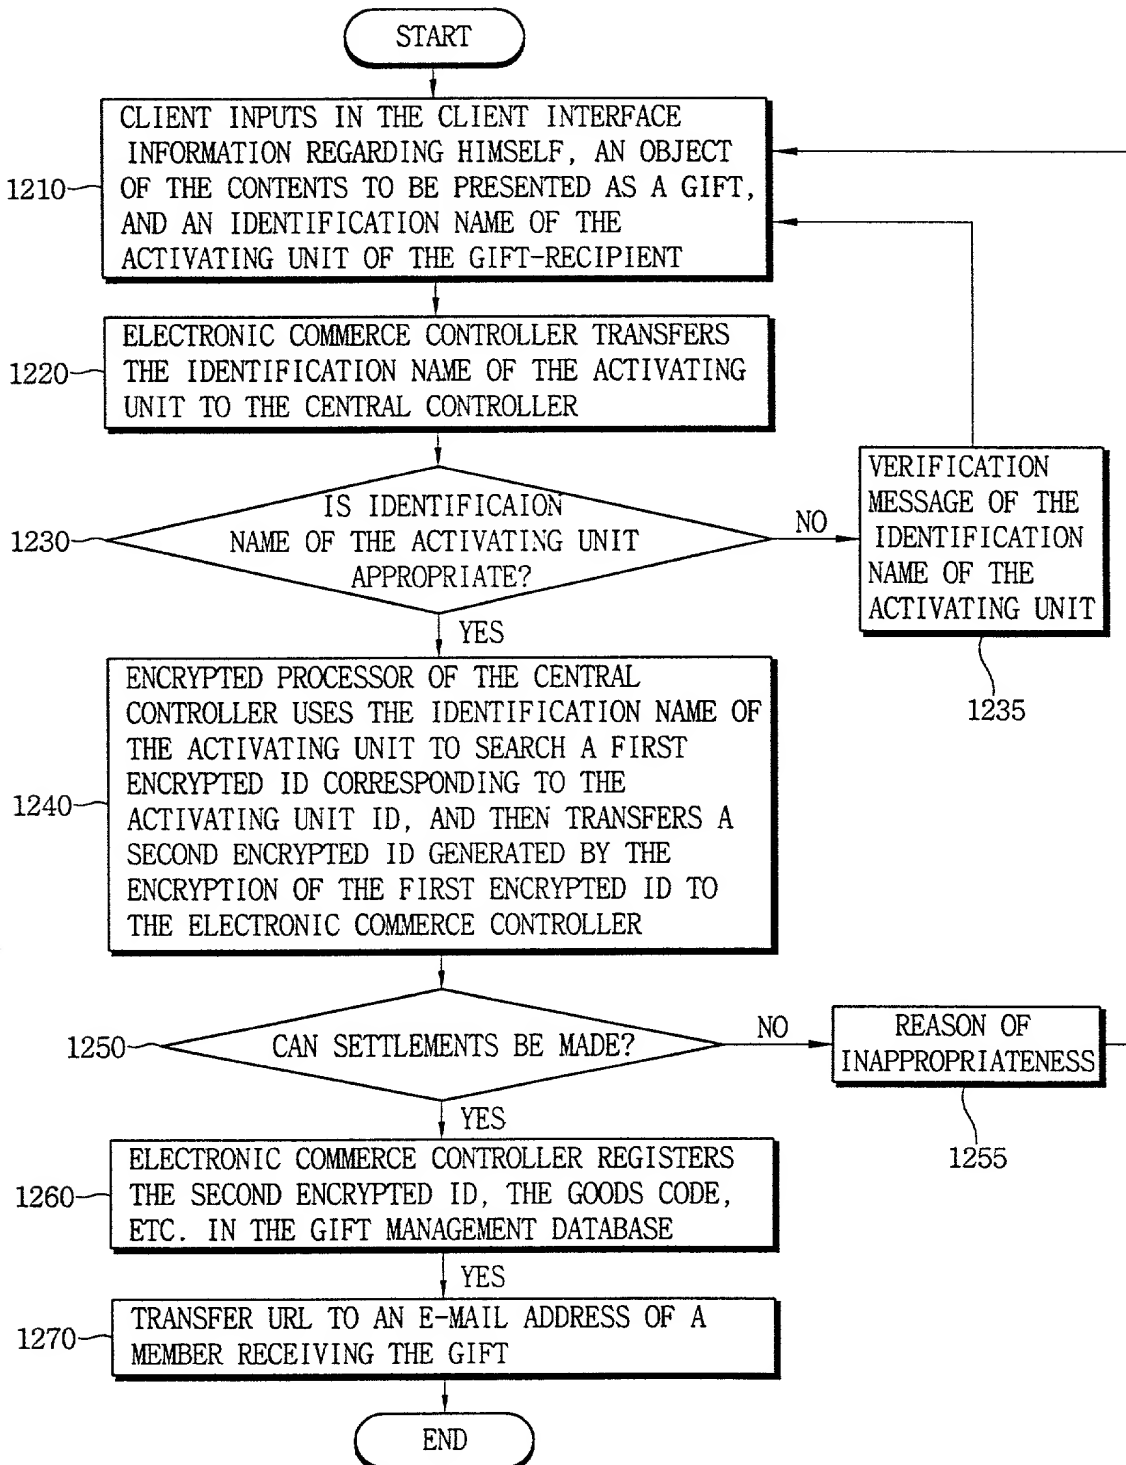 START
CLIENT INPUTS IN THE CLIENT INTERFACE
INFORMATION REGARDING HIMSELF, AN OBJECT
OF THE CONTENTS TO BE PRESENTED AS A GIFT,
AND AN IDENTIFICATION NAME OF THE
ACTIVATING UNIT OF THE GIFT-RECIPIENT
1210
ELECTRONIC COMMERCE CONTROLLER TRANSFERS
THE IDENTIFICATION NAME OF THE ACTIVATING
UNIT TO THE CENTRAL CONTROLLER
1220
IS IDENTIFICAION
NAME OF THE ACTIVATING UNIT
APPROPRIATE?
1230
NO
VERIFICATION
MESSAGE OF THE
IDENTIFICATION
NAME OF THE
ACTIVATING UNIT
1235
YES
ENCRYPTED PROCESSOR OF THE CENTRAL
CONTROLLER USES THE IDENTIFICATION NAME OF
THE ACTIVATING UNIT TO SEARCH A FIRST
ENCRYPTED ID CORRESPONDING TO THE
ACTIVATING UNIT ID, AND THEN TRANSFERS A
SECOND ENCRYPTED ID GENERATED BY THE
ENCRYPTION OF THE FIRST ENCRYPTED ID TO
THE ELECTRONIC COMMERCE CONTROLLER
1240
CAN SETTLEMENTS BE MADE?
1250
NO
REASON OF
INAPPROPRIATENESS
1255
YES
ELECTRONIC COMMERCE CONTROLLER REGISTERS
THE SECOND ENCRYPTED ID, THE GOODS CODE,
ETC. IN THE GIFT MANAGEMENT DATABASE
1260
YES
TRANSFER URL TO AN E-MAIL ADDRESS OF A
MEMBER RECEIVING THE GIFT
1270
END